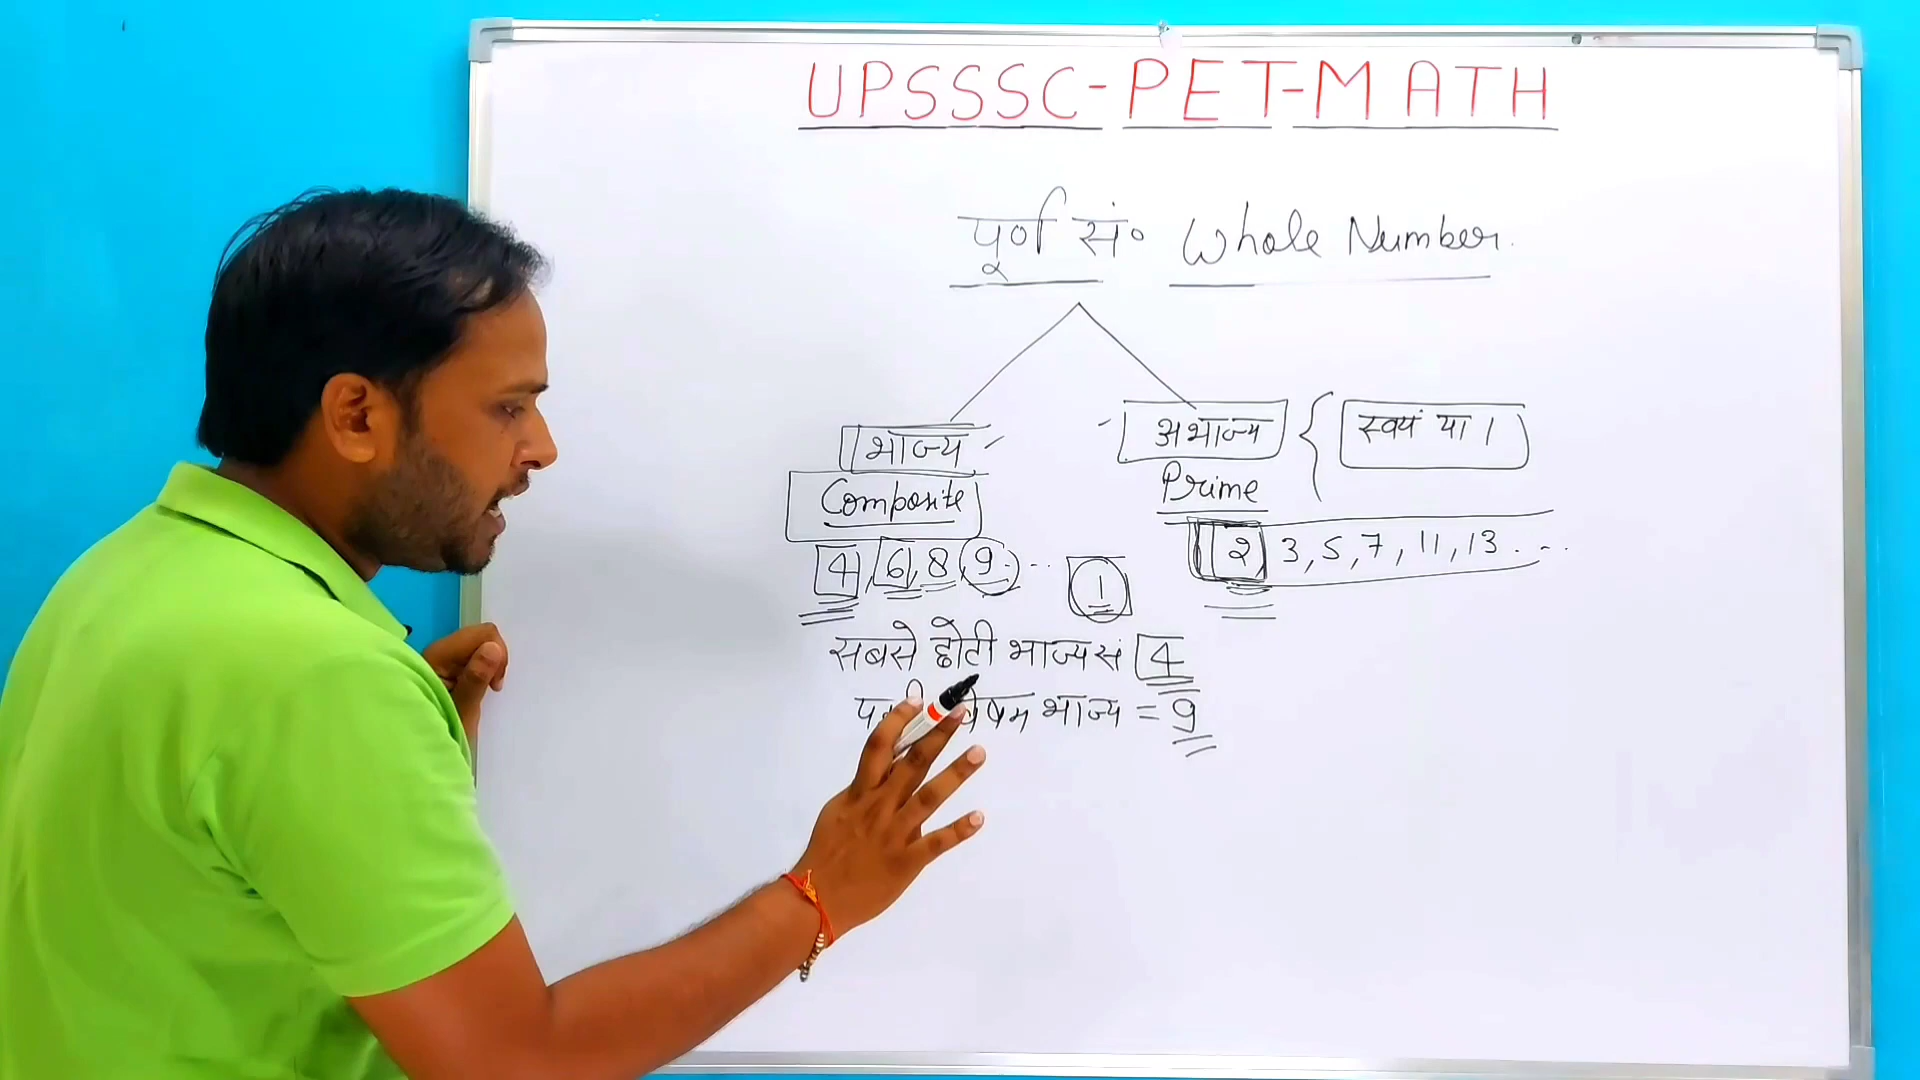 UPSSSC-PET-MATH
पूर्ण सं० Whole Number.
भाज्य अभाज्य { स्वयं या 1
Composite Prime
4, 6, 8, 9... 1 2, 3, 5, 7, 11, 13....
सबसे छोटी भाज्य सं 4
विषम भाज्य = 9